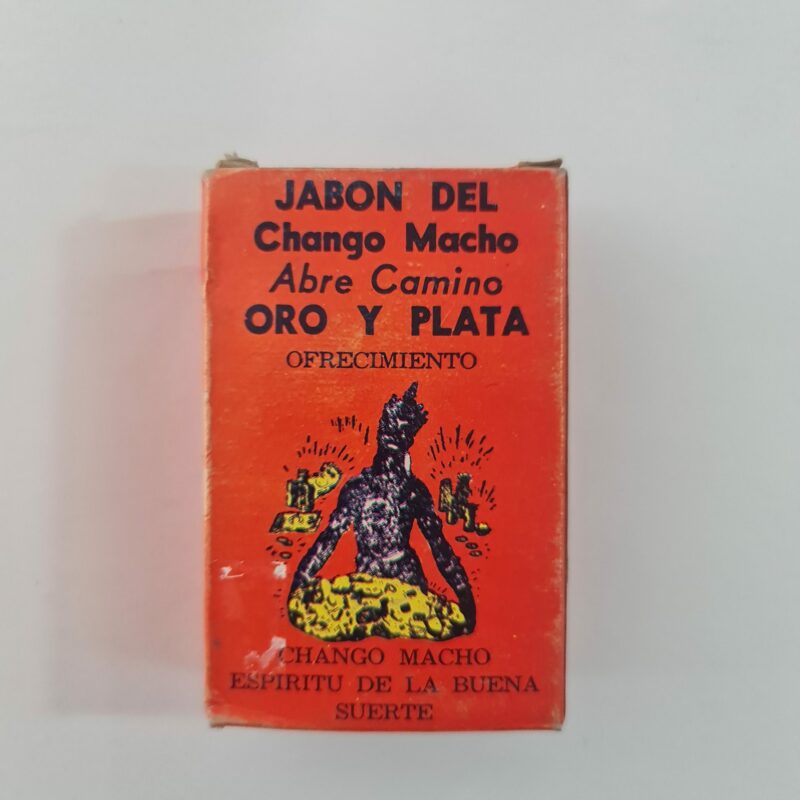 JABON DEL
Chango Macho
Abre Camino
ORO Y PLATA
OFRECIMIENTO
CHANGO MACHO
ESPIRITU DE LA BUENA
SUERTE